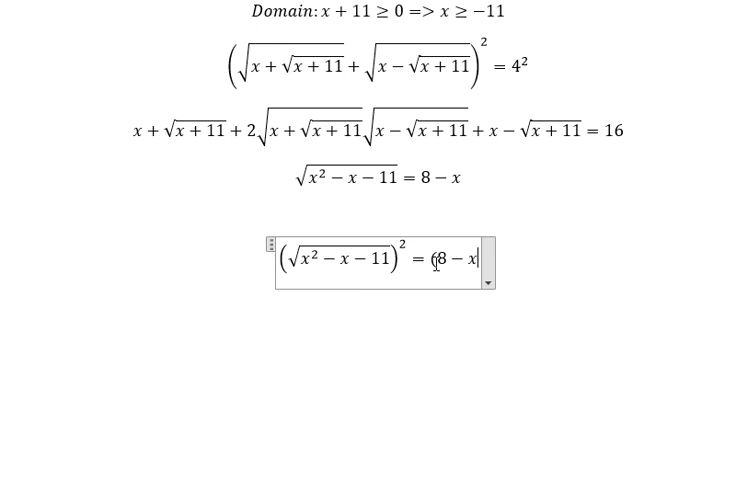 Domain: x + 11 ≥ 0 => x ≥ −11
(√(x + √(x + 11)) + √(x − √(x + 11)))² = 4²
x + √(x + 11) + 2√(x + √(x + 11))√(x − √(x + 11)) + x − √(x + 11) = 16
√(x² − x − 11) = 8 − x
(√(x² − x − 11))² = (8 − x